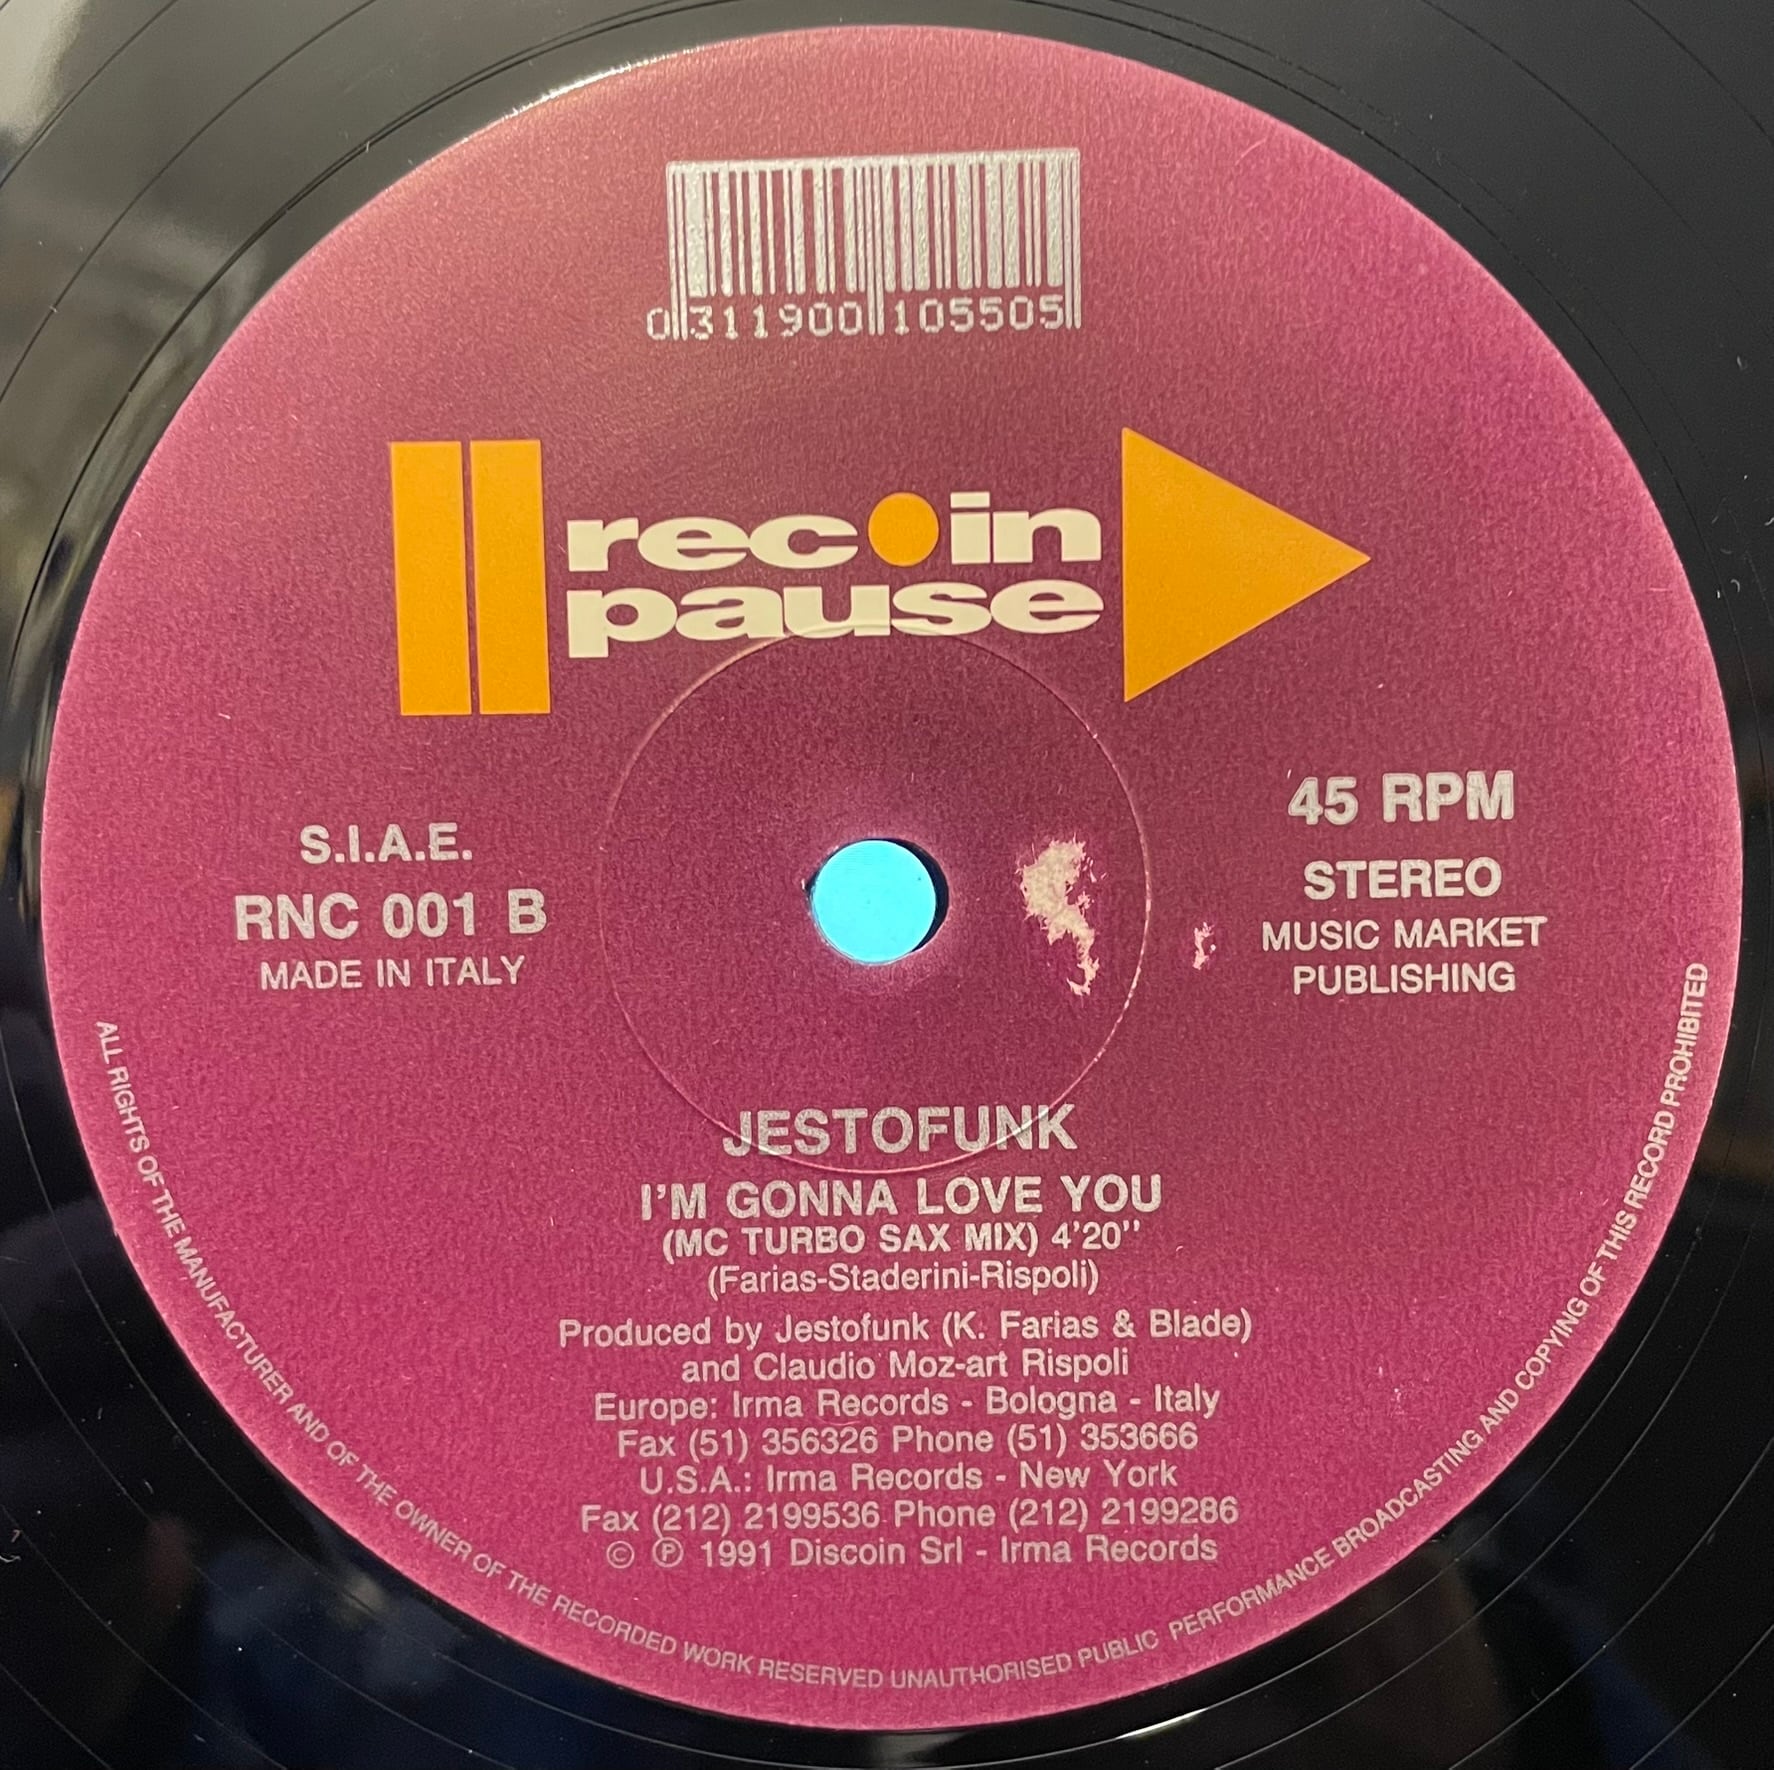 0 311900 105505
rec in
pause
S.I.A.E.
RNC 001 B
MADE IN ITALY
45 RPM
STEREO
MUSIC MARKET
PUBLISHING
JESTOFUNK
I'M GONNA LOVE YOU
(MC TURBO SAX MIX) 4'20''
(Farias-Staderini-Rispoli)
Produced by Jestofunk (K. Farias & Blade)
and Claudio Moz-art Rispoli
Europe: Irma Records - Bologna - Italy
Fax (51) 356326 Phone (51) 353666
U.S.A.: Irma Records - New York
Fax (212) 2199536 Phone (212) 2199286
© ℗ 1991 Discoin Srl - Irma Records
ALL RIGHTS OF THE MANUFACTURER AND OF THE OWNER OF THE RECORDED WORK RESERVED UNAUTHORISED PUBLIC PERFORMANCE BROADCASTING AND COPYING OF THIS RECORD PROHIBITED